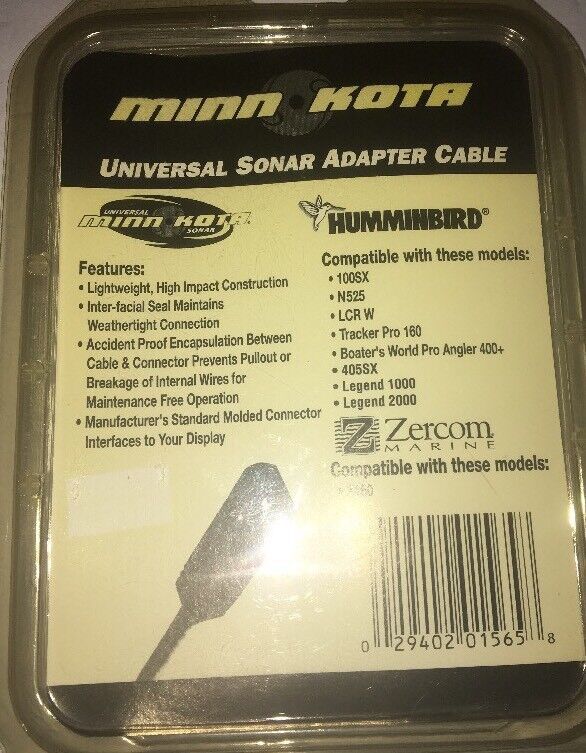 MINN KOTA
UNIVERSAL SONAR ADAPTER CABLE
UNIVERSAL
MINN KOTA®
SONAR
HUMMINBIRD®
Features:
• Lightweight, High Impact Construction
• Inter-facial Seal Maintains
Weathertight Connection
• Accident Proof Encapsulation Between
Cable & Connector Prevents Pullout or
Breakage of Internal Wires for
Maintenance Free Operation
• Manufacturer's Standard Molded Connector
Interfaces to Your Display
Compatible with these models:
• 100SX
• N525
• LCR W
• Tracker Pro 160
• Boater's World Pro Angler 400+
• 405SX
• Legend 1000
• Legend 2000
Z Zercom
MARINE
Compatible with these models:
0 29402 01565 8